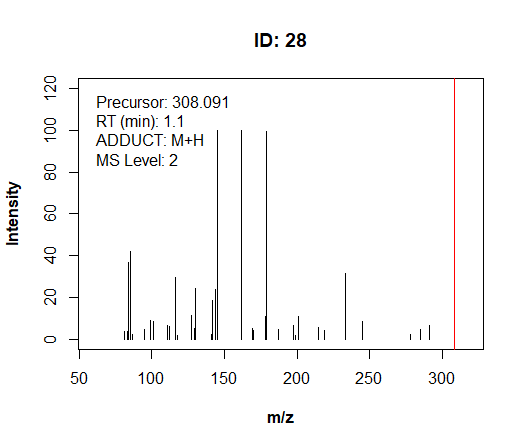 ID: 28
Precursor: 308.091
RT (min): 1.1
ADDUCT: M+H
MS Level: 2
Intensity
120
100
80
60
40
20
0
50 100 150 200 250 300
m/z